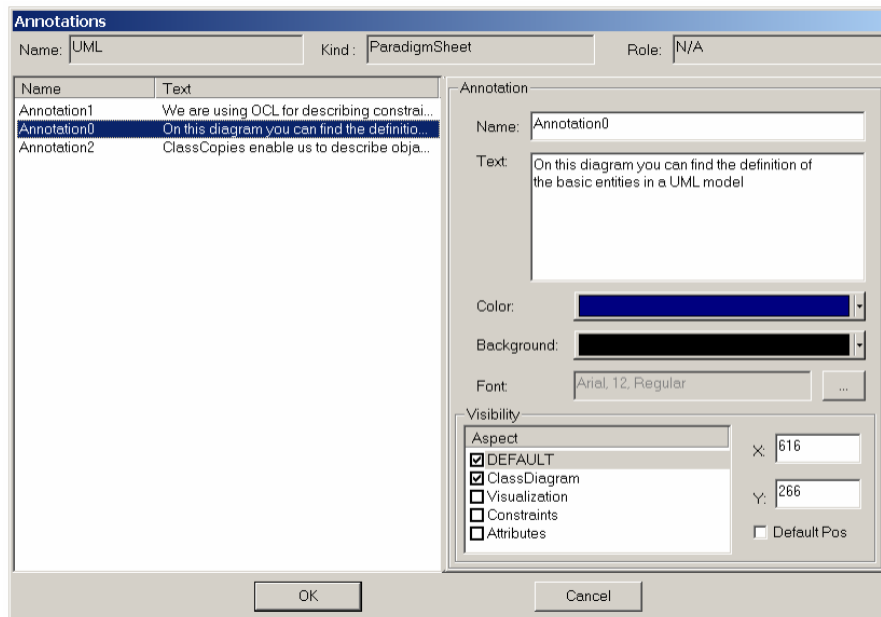 Annotations
Name: UML Kind : ParadigmSheet Role: N/A
Name Text
Annotation1 We are using OCL for describing constrai...
Annotation0 On this diagram you can find the definitio...
Annotation2 ClassCopies enable us to describe obja...
Annotation
Name: Annotation0
Text: On this diagram you can find the definition of
the basic entities in a UML model
Color:
Background:
Font: Arial, 12, Regular ...
Visibility
Aspect
DEFAULT
ClassDiagram
Visualization
Constraints
Attributes
X: 616
Y: 266
Default Pos
OK Cancel